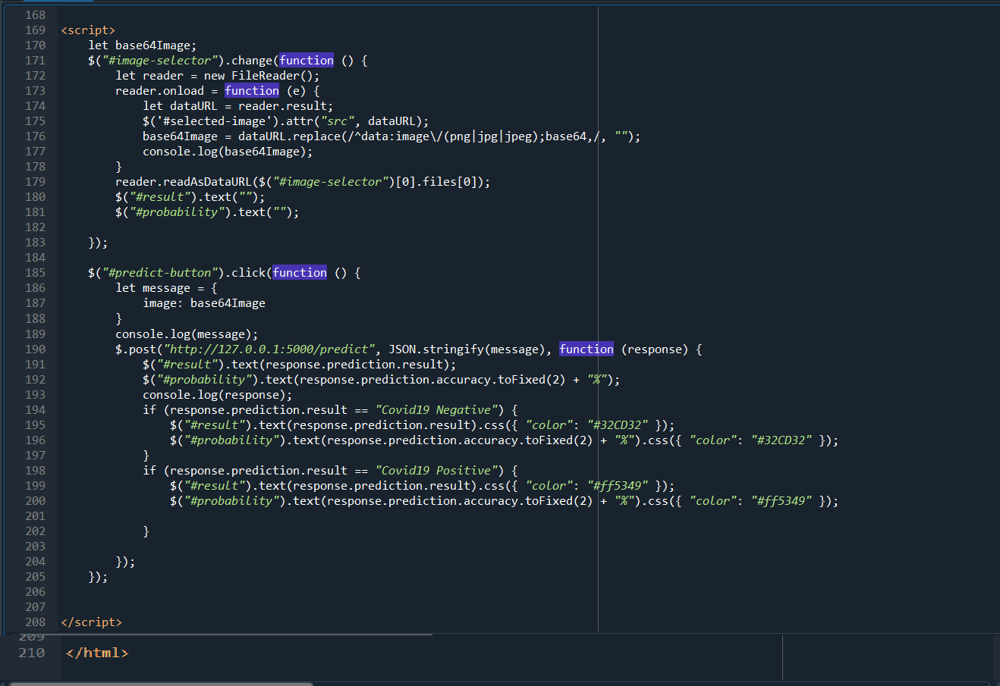 168
169 <script>
170     let base64Image;
171     $("#image-selector").change(function () {
172         let reader = new FileReader();
173         reader.onload = function (e) {
174             let dataURL = reader.result;
175             $('#selected-image').attr("src", dataURL);
176             base64Image = dataURL.replace(/^data:image\/(png|jpg|jpeg);base64,/, "");
177             console.log(base64Image);
178         }
179         reader.readAsDataURL($("#image-selector")[0].files[0]);
180         $("#result").text("");
181         $("#probability").text("");
182
183     });
184
185     $("#predict-button").click(function () {
186         let message = {
187             image: base64Image
188         }
189         console.log(message);
190         $.post("http://127.0.0.1:5000/predict", JSON.stringify(message), function (response) {
191             $("#result").text(response.prediction.result);
192             $("#probability").text(response.prediction.accuracy.toFixed(2) + "%");
193             console.log(response);
194             if (response.prediction.result == "Covid19 Negative") {
195                 $("#result").text(response.prediction.result).css({ "color": "#32CD32" });
196                 $("#probability").text(response.prediction.accuracy.toFixed(2) + "%").css({ "color": "#32CD32" });
197             }
198             if (response.prediction.result == "Covid19 Positive") {
199                 $("#result").text(response.prediction.result).css({ "color": "#ff5349" });
200                 $("#probability").text(response.prediction.accuracy.toFixed(2) + "%").css({ "color": "#ff5349" });
201
202             }
203
204         });
205     });
206
207
208 </script>
209
210 </html>